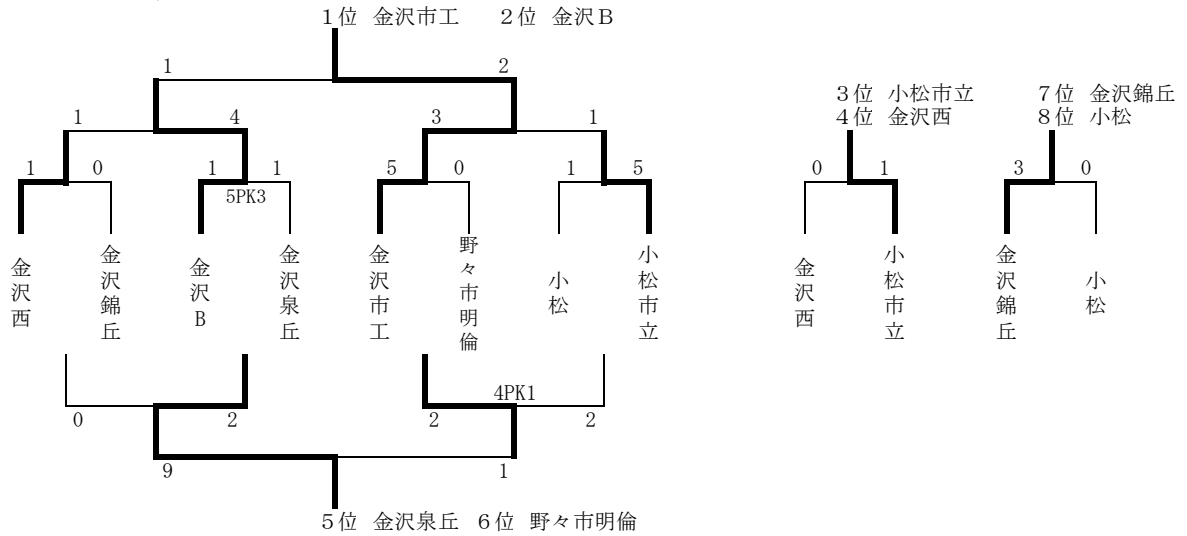 1位 金沢市工 2位 金沢B
1 2
1 4 3 1
1 0 1 1 5 0 1 5
5PK3
金沢西
金沢錦丘
金沢B
金沢泉丘
金沢市工
野々市明倫
小松
小松市立
4PK1
0 2 2 2
9 1
5位 金沢泉丘 6位 野々市明倫
3位 小松市立
4位 金沢西
0 1
金沢西
小松市立
7位 金沢錦丘
8位 小松
3 0
金沢錦丘
小松